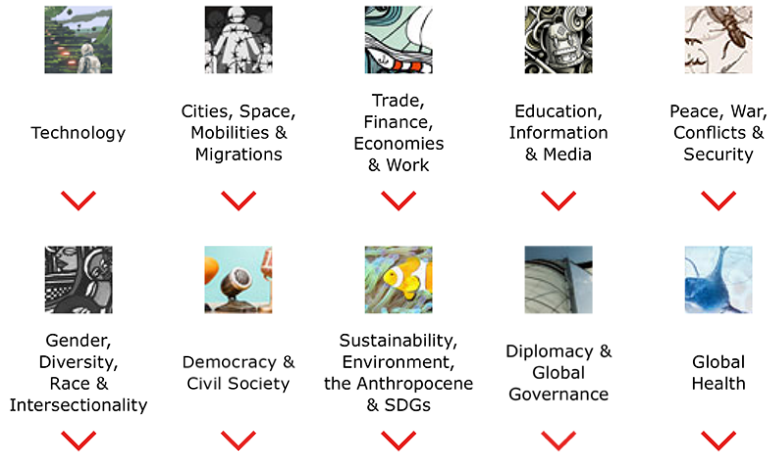 Technology
Cities, Space,
Mobilities &
Migrations
Trade,
Finance,
Economies
& Work
Education,
Information
& Media
Peace, War,
Conflicts &
Security
Gender,
Diversity,
Race &
Intersectionality
Democracy &
Civil Society
Sustainability,
Environment,
the Anthropocene
& SDGs
Diplomacy &
Global
Governance
Global
Health